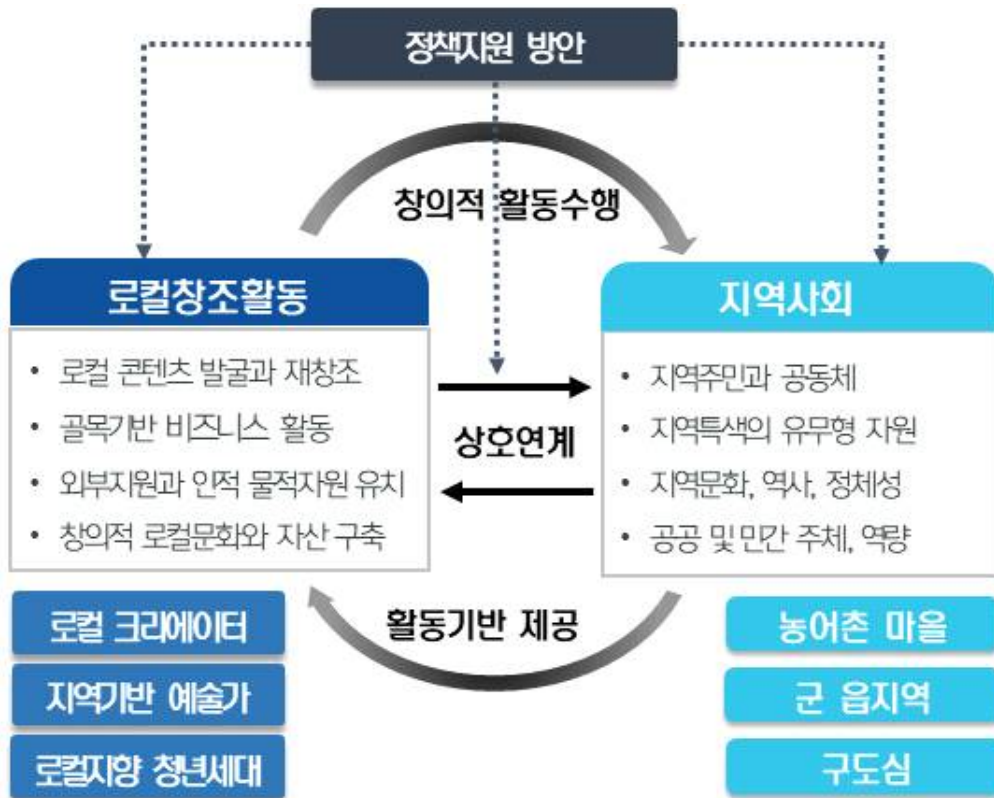 정책지원 방안
창의적 활동수행
로컬창조활동
• 로컬 콘텐츠 발굴과 재창조
• 골목기반 비즈니스 활동
• 외부지원과 인적 물적자원 유치
• 창의적 로컬문화와 자산 구축
상호연계
지역사회
• 지역주민과 공동체
• 지역특색의 유무형 자원
• 지역문화, 역사, 정체성
• 공공 및 민간 주체, 역량
활동기반 제공
로컬 크리에이터
지역기반 예술가
로컬지향 청년세대
농어촌 마을
군 읍지역
구도심